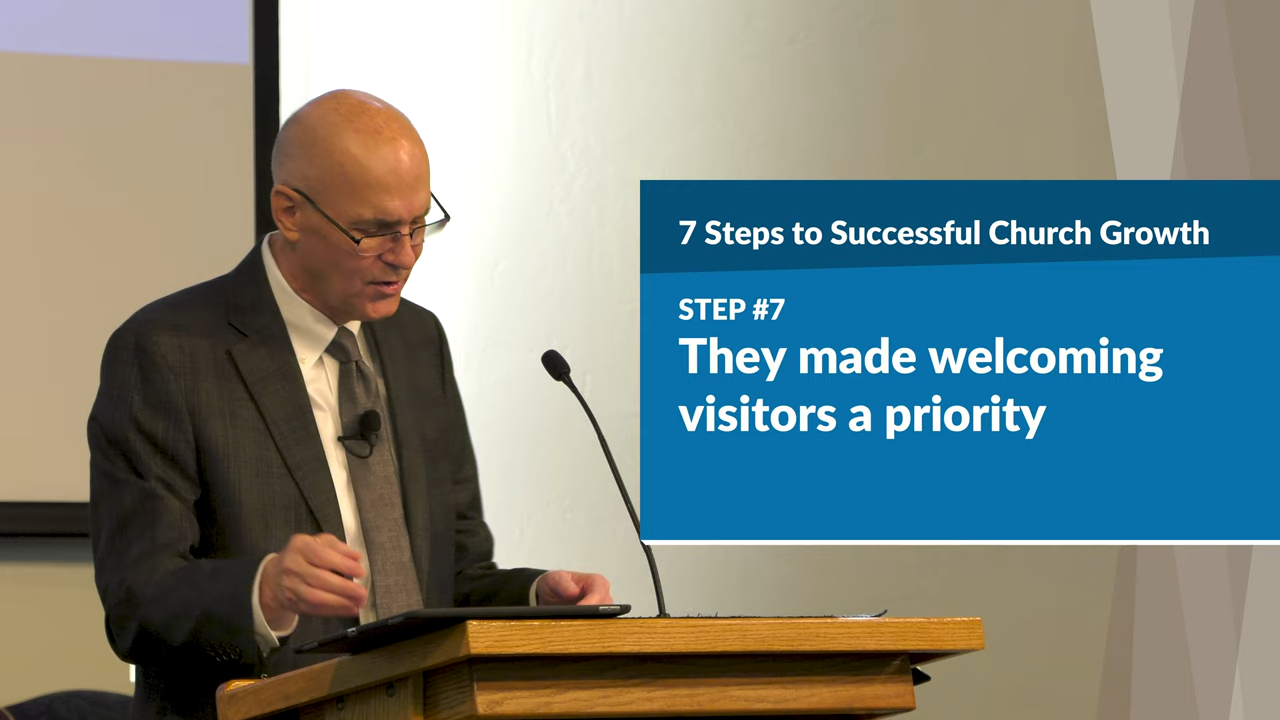 7 Steps to Successful Church Growth
STEP #7
They made welcoming
visitors a priority